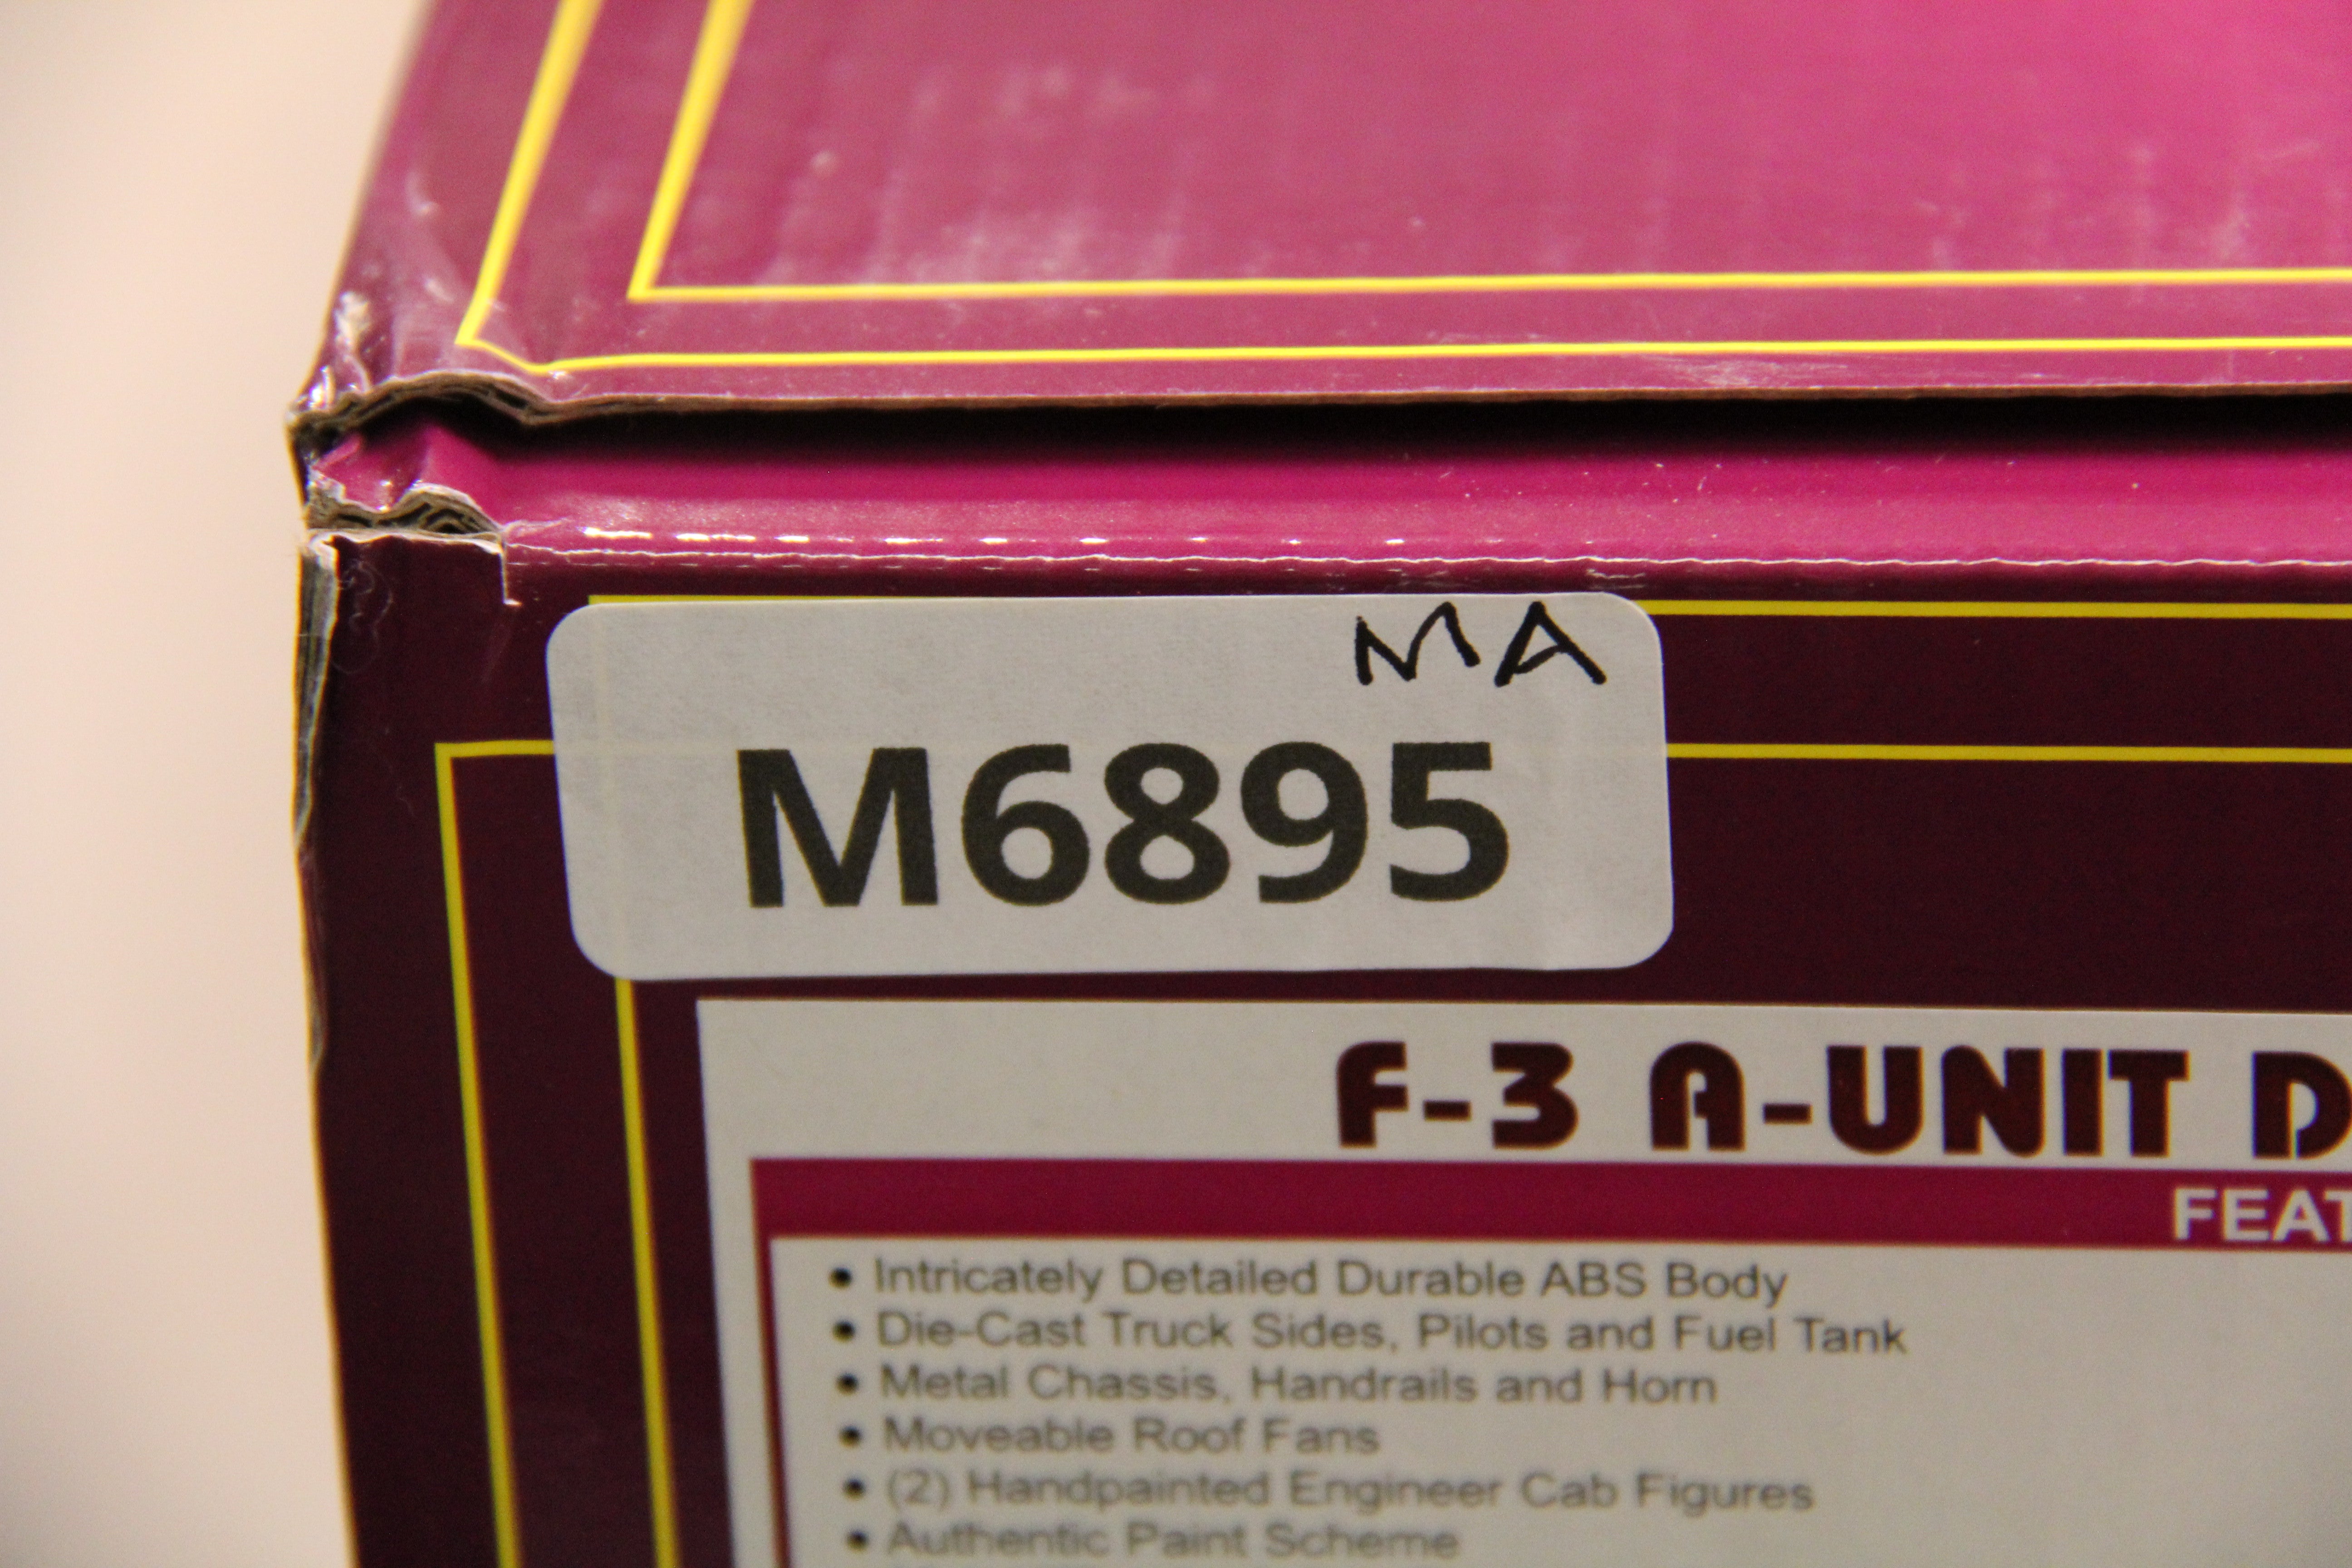 MA
M6895
F-3 A-UNIT D
FEAT
• Intricately Detailed Durable ABS Body
• Die-Cast Truck Sides, Pilots and Fuel Tank
• Metal Chassis, Handrails and Horn
• Moveable Roof Fans
• (2) Handpainted Engineer Cab Figures
• Authentic Paint Scheme